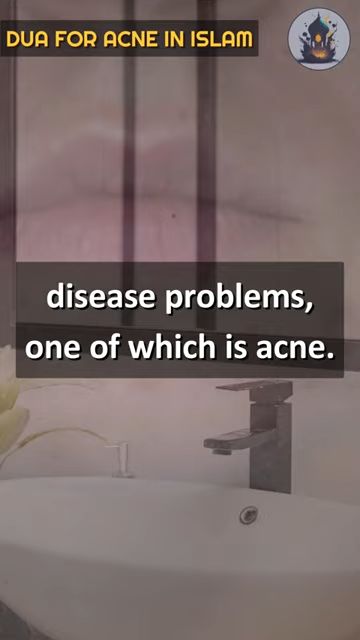 DUA FOR ACNE IN ISLAM
disease problems,
one of which is acne.